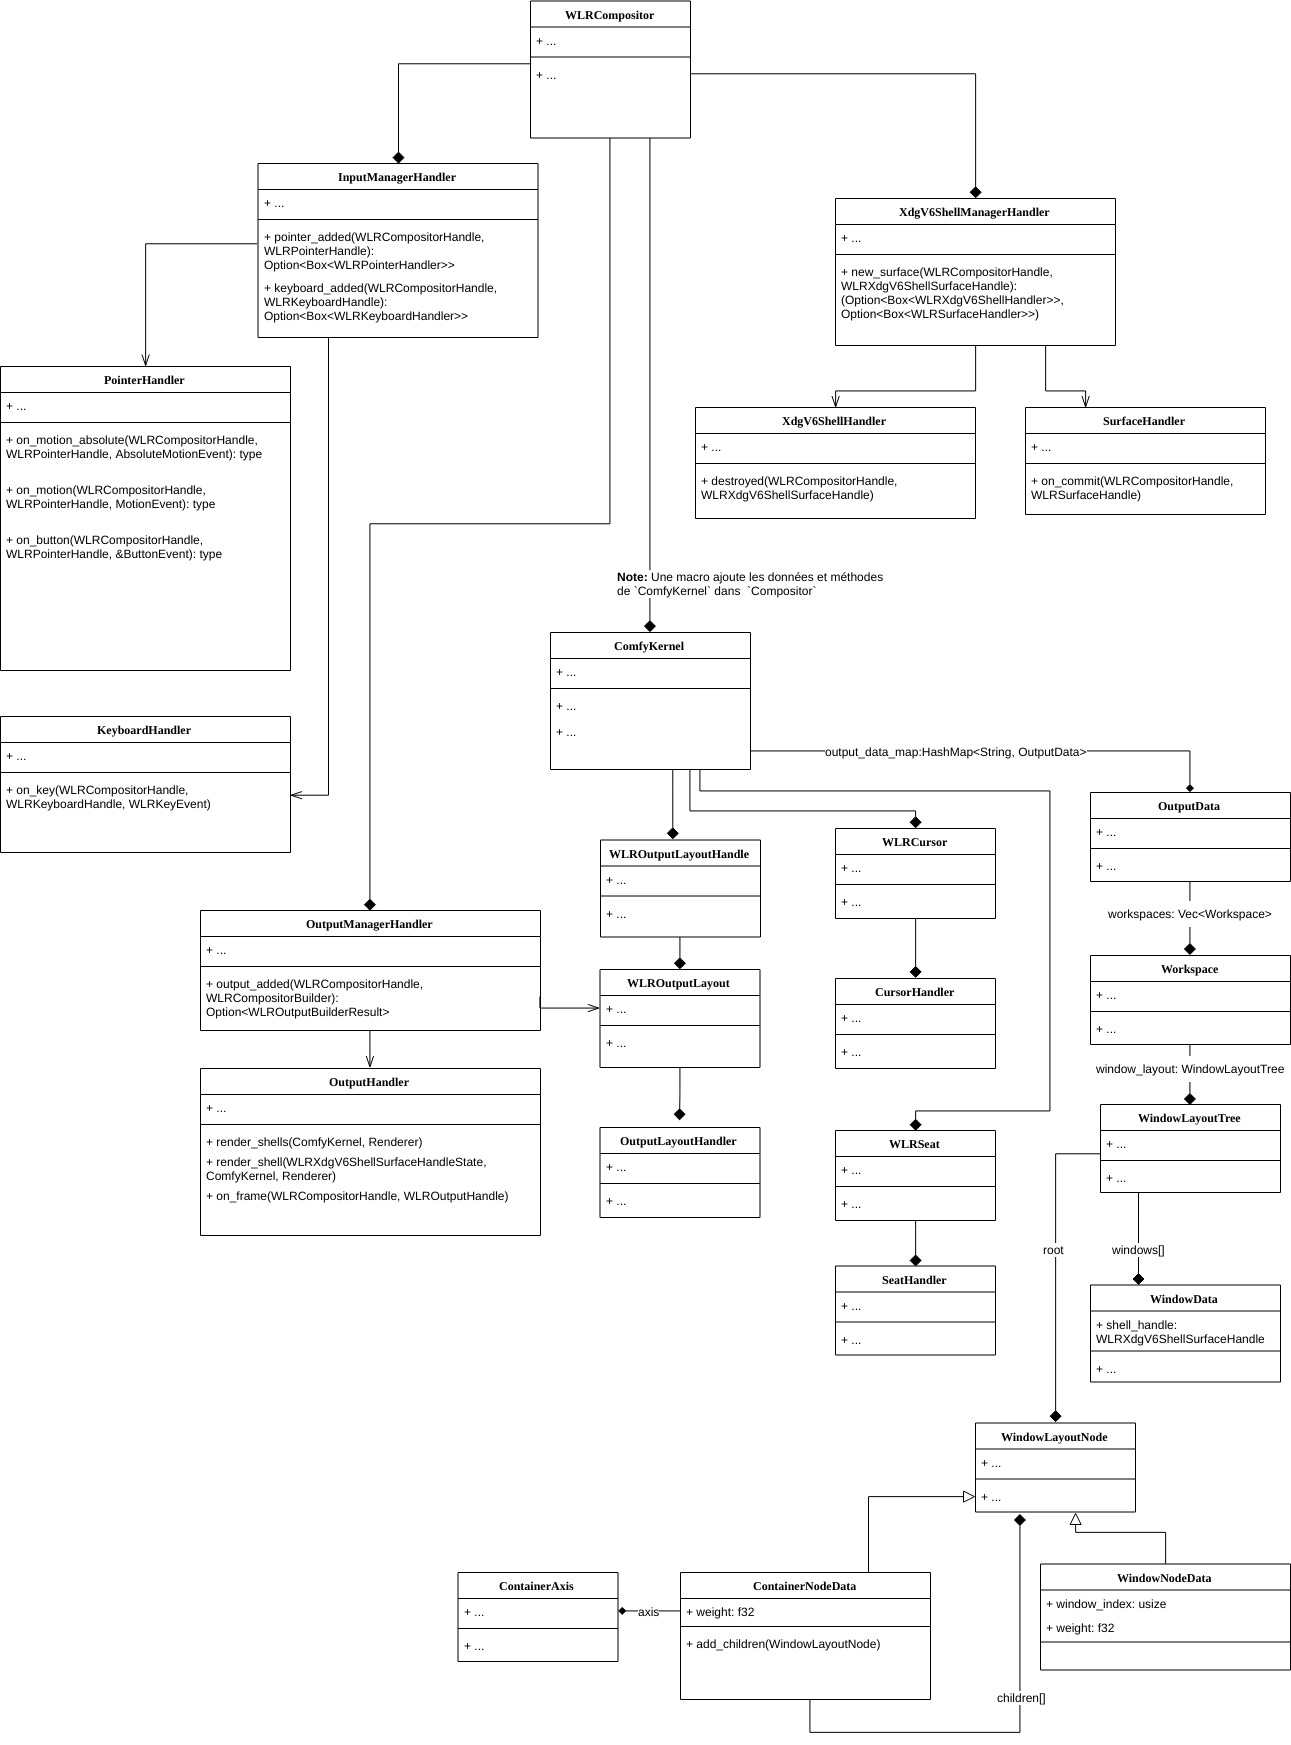 WLRCompositor
+ ...
+ ...
InputManagerHandler
+ ...
+ pointer_added(WLRCompositorHandle,
WLRPointerHandle):
Option<Box<WLRPointerHandler>>
+ keyboard_added(WLRCompositorHandle,
WLRKeyboardHandle):
Option<Box<WLRKeyboardHandler>>
XdgV6ShellManagerHandler
+ ...
+ new_surface(WLRCompositorHandle,
WLRXdgV6ShellSurfaceHandle):
(Option<Box<WLRXdgV6ShellHandler>>,
Option<Box<WLRSurfaceHandler>>)
PointerHandler
+ ...
+ on_motion_absolute(WLRCompositorHandle,
WLRPointerHandle, AbsoluteMotionEvent): type
+ on_motion(WLRCompositorHandle,
WLRPointerHandle, MotionEvent): type
+ on_button(WLRCompositorHandle,
WLRPointerHandle, &ButtonEvent): type
XdgV6ShellHandler
+ ...
+ destroyed(WLRCompositorHandle,
WLRXdgV6ShellSurfaceHandle)
SurfaceHandler
+ ...
+ on_commit(WLRCompositorHandle,
WLRSurfaceHandle)
Note: Une macro ajoute les données et méthodes
de `ComfyKernel` dans  `Compositor`
ComfyKernel
+ ...
+ ...
+ ...
KeyboardHandler
+ ...
+ on_key(WLRCompositorHandle,
WLRKeyboardHandle, WLRKeyEvent)
output_data_map:HashMap<String, OutputData>
OutputData
+ ...
+ ...
WLROutputLayoutHandle
+ ...
+ ...
WLRCursor
+ ...
+ ...
workspaces: Vec<Workspace>
OutputManagerHandler
+ ...
+ output_added(WLRCompositorHandle,
WLRCompositorBuilder):
Option<WLROutputBuilderResult>
WLROutputLayout
+ ...
+ ...
CursorHandler
+ ...
+ ...
Workspace
+ ...
+ ...
window_layout: WindowLayoutTree
OutputHandler
+ ...
+ render_shells(ComfyKernel, Renderer)
+ render_shell(WLRXdgV6ShellSurfaceHandleState,
ComfyKernel, Renderer)
+ on_frame(WLRCompositorHandle, WLROutputHandle)
OutputLayoutHandler
+ ...
+ ...
WLRSeat
+ ...
+ ...
WindowLayoutTree
+ ...
+ ...
root
windows[]
SeatHandler
+ ...
+ ...
WindowData
+ shell_handle:
WLRXdgV6ShellSurfaceHandle
+ ...
WindowLayoutNode
+ ...
+ ...
ContainerAxis
+ ...
+ ...
axis
ContainerNodeData
+ weight: f32
+ add_children(WindowLayoutNode)
WindowNodeData
+ window_index: usize
+ weight: f32
children[]